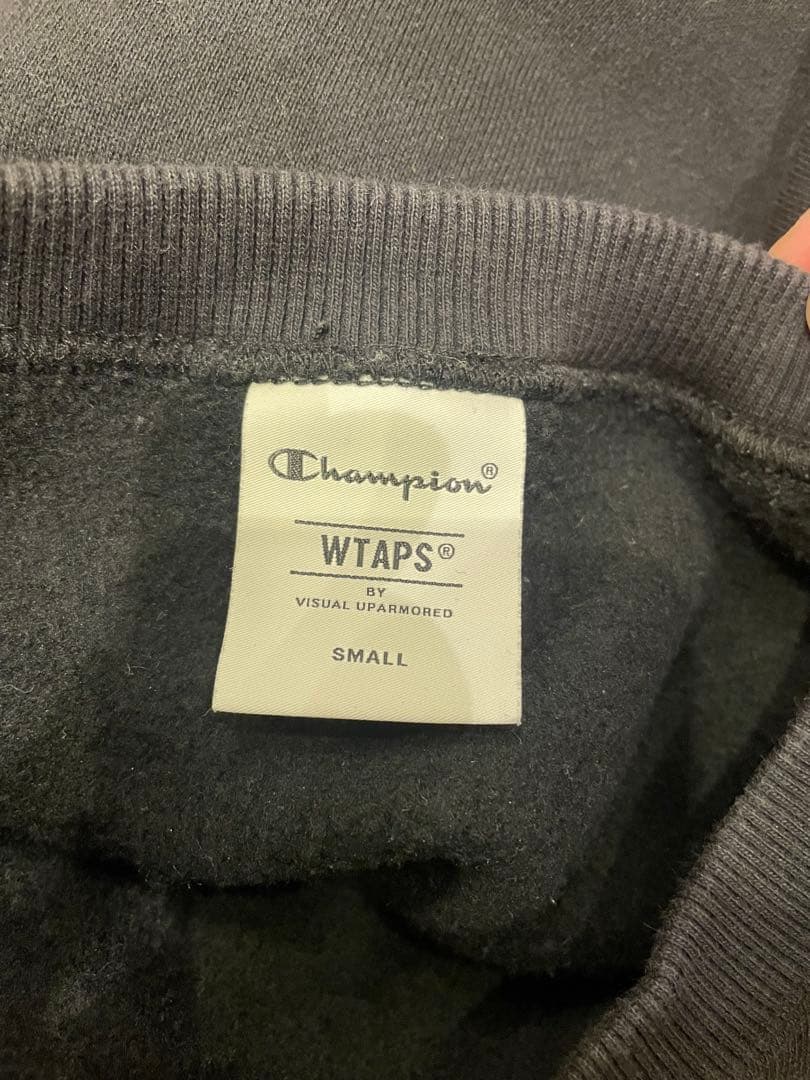 Champion®
WTAPS®
BY
VISUAL UPARMORED
SMALL